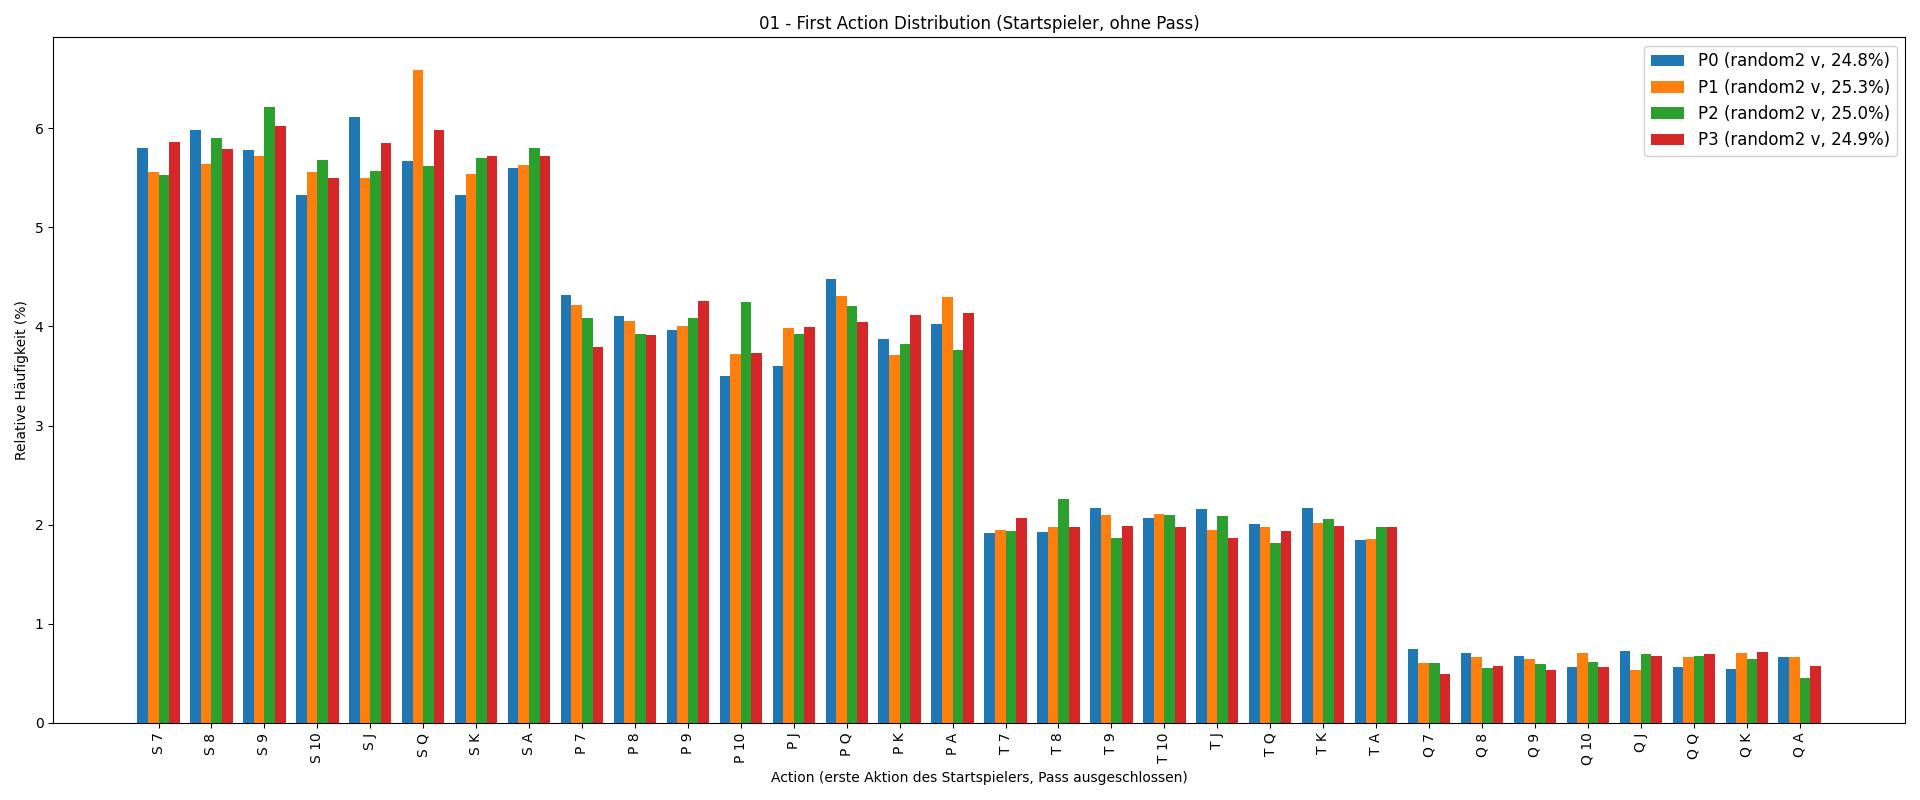 01 - First Action Distribution (Startspieler, ohne Pass)
P0 (random2 v, 24.8%)
P1 (random2 v, 25.3%)
P2 (random2 v, 25.0%)
P3 (random2 v, 24.9%)
Relative Häufigkeit (%)
6
5
4
3
2
1
0
S 7 S 8 S 9 S 10 S J S Q S K S A P 7 P 8 P 9 P 10 P J P Q P K P A T 7 T 8 T 9 T 10 T J T Q T K T A Q 7 Q 8 Q 9 Q 10 Q J Q Q Q K Q A
Action (erste Aktion des Startspielers, Pass ausgeschlossen)